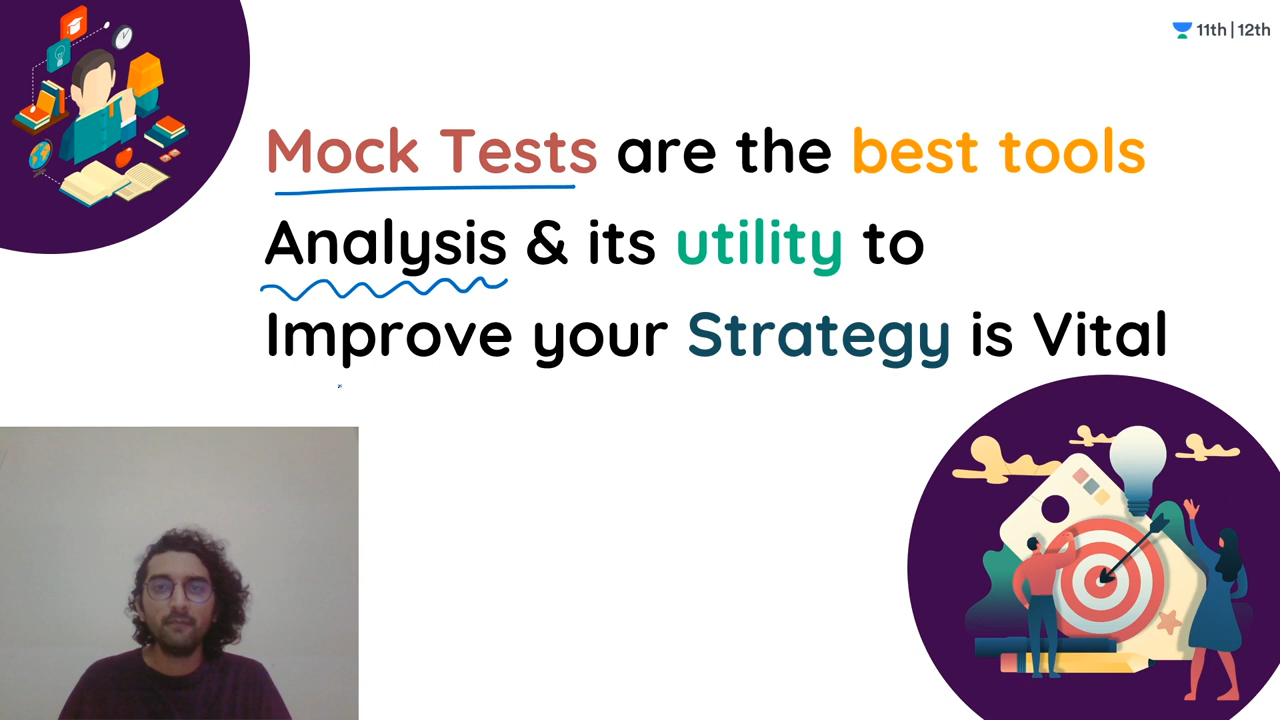 11th | 12th
Mock Tests are the best tools
Analysis & its utility to
Improve your Strategy is Vital